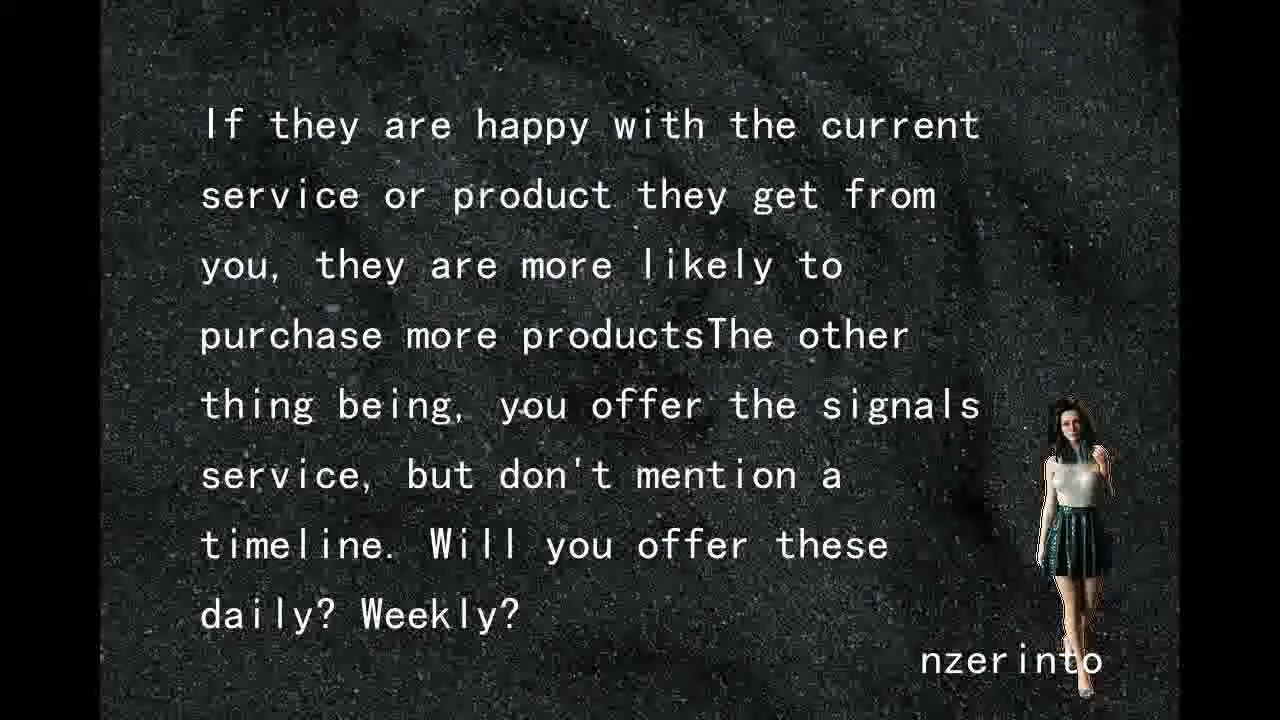 If they are happy with the current
service or product they get from
you, they are more likely to
purchase more productsThe other
thing being, you offer the signals
service, but don't mention a
timeline. Will you offer these
daily? Weekly?
nzerinto